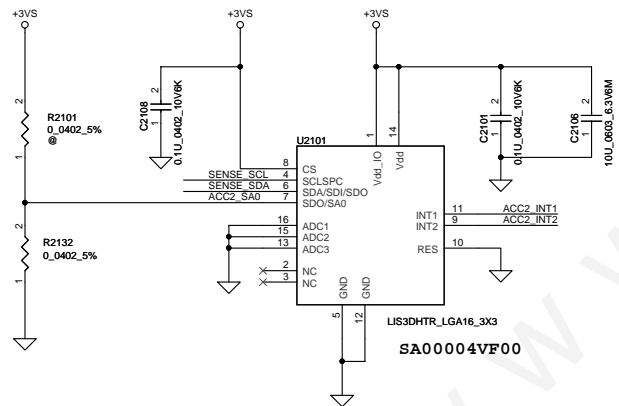 +3VS
+3VS
+3VS
2
R2101
0_0402_5%
@
1
2
R2132
0_0402_5%
1
2
1
C2108
0.1U_0402_10V6K
U2101
1
14
Vdd_IO
Vdd
2
1
C2101
0.1U_0402_10V6K
2
1
C2106
10U_0603_6.3V6M
8 CS
SENSE_SCL 4 SCLSPC
SENSE_SDA 6 SDA/SDI/SDO
ACC2_SA0 7 SDO/SA0
16 ADC1
15 ADC2
13 ADC3
2 NC
3 NC
INT1 11 ACC2_INT1
INT2 9 ACC2_INT2
RES 10
GND
GND
5
12
LIS3DHTR_LGA16_3X3
SA00004VF00
w w